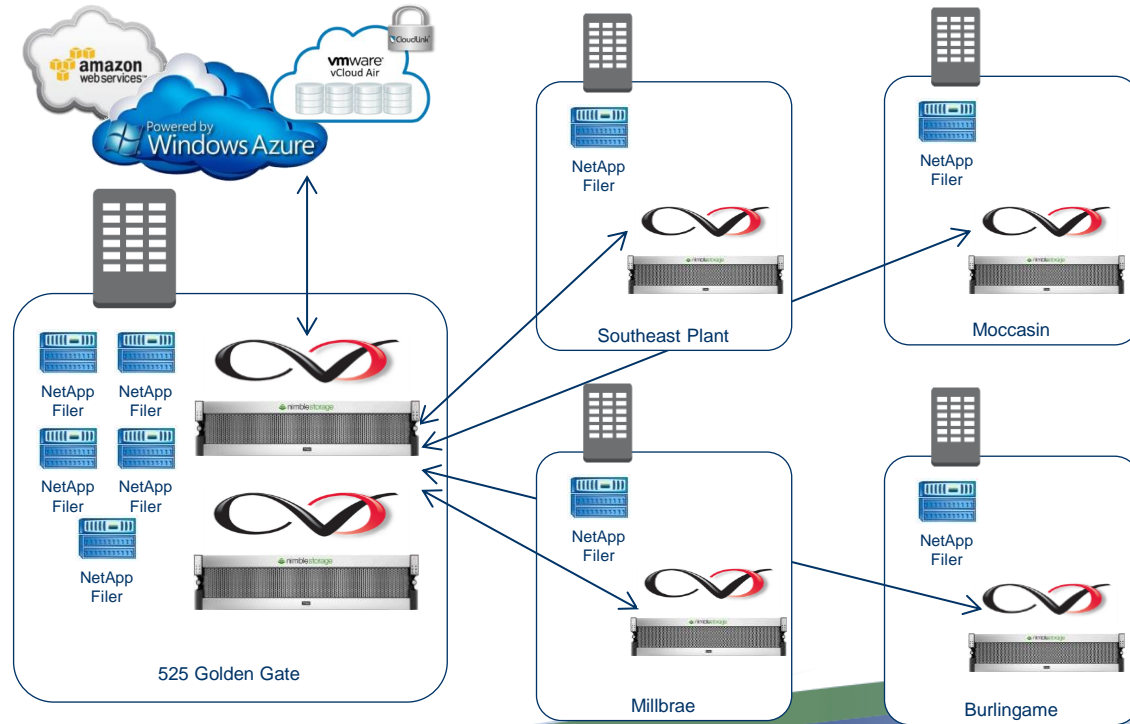 amazon
web services™
Powered by
Windows Azure
CloudLink
vmware
vCloud Air
NetApp
Filer
NetApp
Filer
NetApp
Filer
NetApp
Filer
NetApp
Filer
nimblestorage
nimblestorage
525 Golden Gate
NetApp
Filer
nimblestorage
Southeast Plant
NetApp
Filer
nimblestorage
Moccasin
NetApp
Filer
nimblestorage
Millbrae
NetApp
Filer
nimblestorage
Burlingame